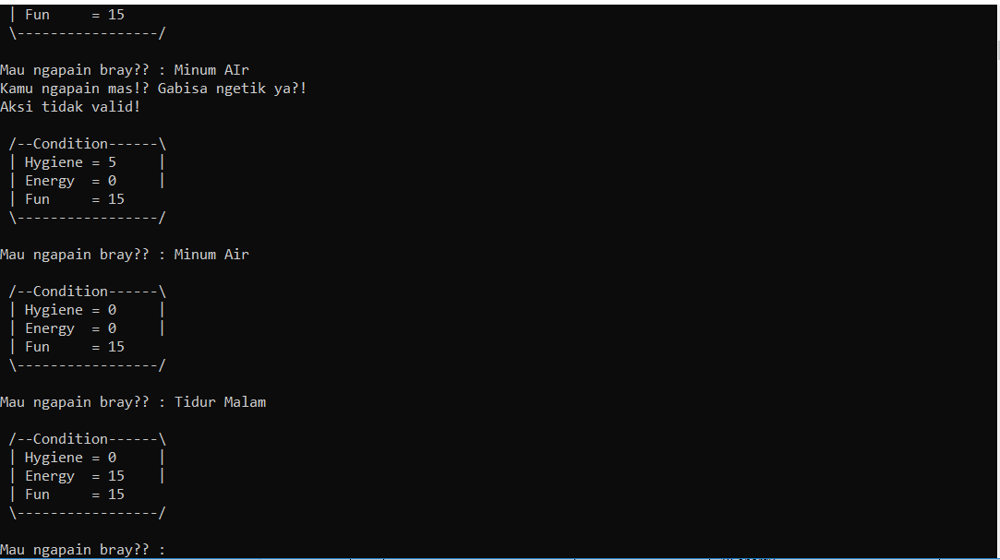 | Fun     = 15
\-----------------/
Mau ngapain bray?? : Minum AIr
Kamu ngapain mas!? Gabisa ngetik ya?!
Aksi tidak valid!
/--Condition------\
| Hygiene = 5     |
| Energy  = 0     |
| Fun     = 15
\-----------------/
Mau ngapain bray?? : Minum Air
/--Condition------\
| Hygiene = 0     |
| Energy  = 0     |
| Fun     = 15
\-----------------/
Mau ngapain bray?? : Tidur Malam
/--Condition------\
| Hygiene = 0     |
| Energy  = 15    |
| Fun     = 15
\-----------------/
Mau ngapain bray?? :